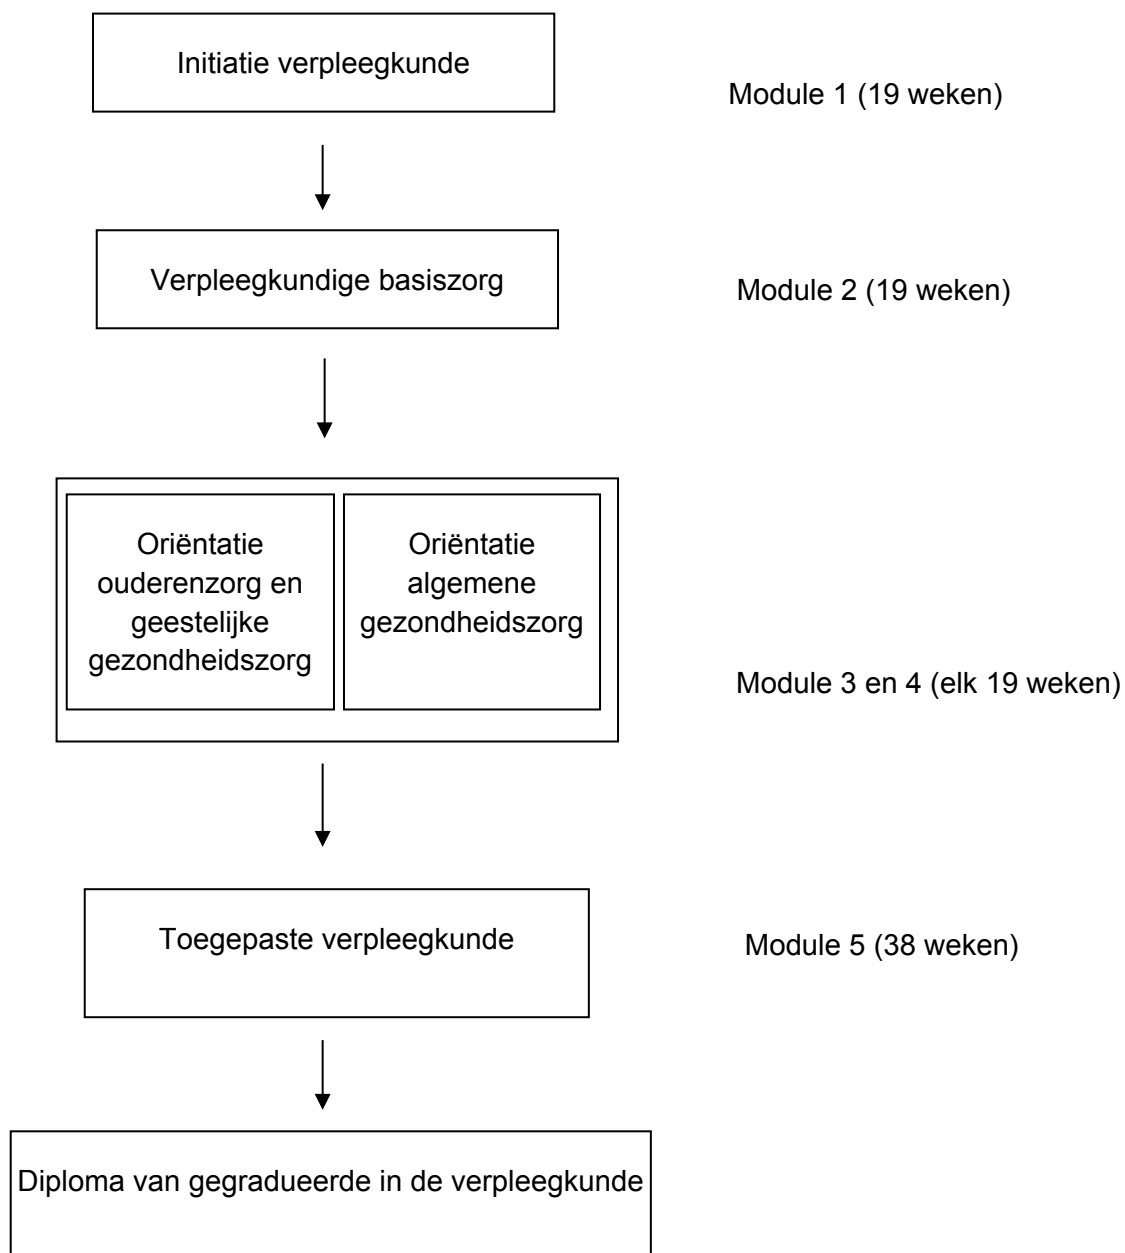 Initiatie verpleegkunde
Module 1 (19 weken)
Verpleegkundige basiszorg
Module 2 (19 weken)
Oriëntatie
ouderenzorg en
geestelijke
gezondheidszorg
Oriëntatie
algemene
gezondheidszorg
Module 3 en 4 (elk 19 weken)
Toegepaste verpleegkunde
Module 5 (38 weken)
Diploma van gegradueerde in de verpleegkunde